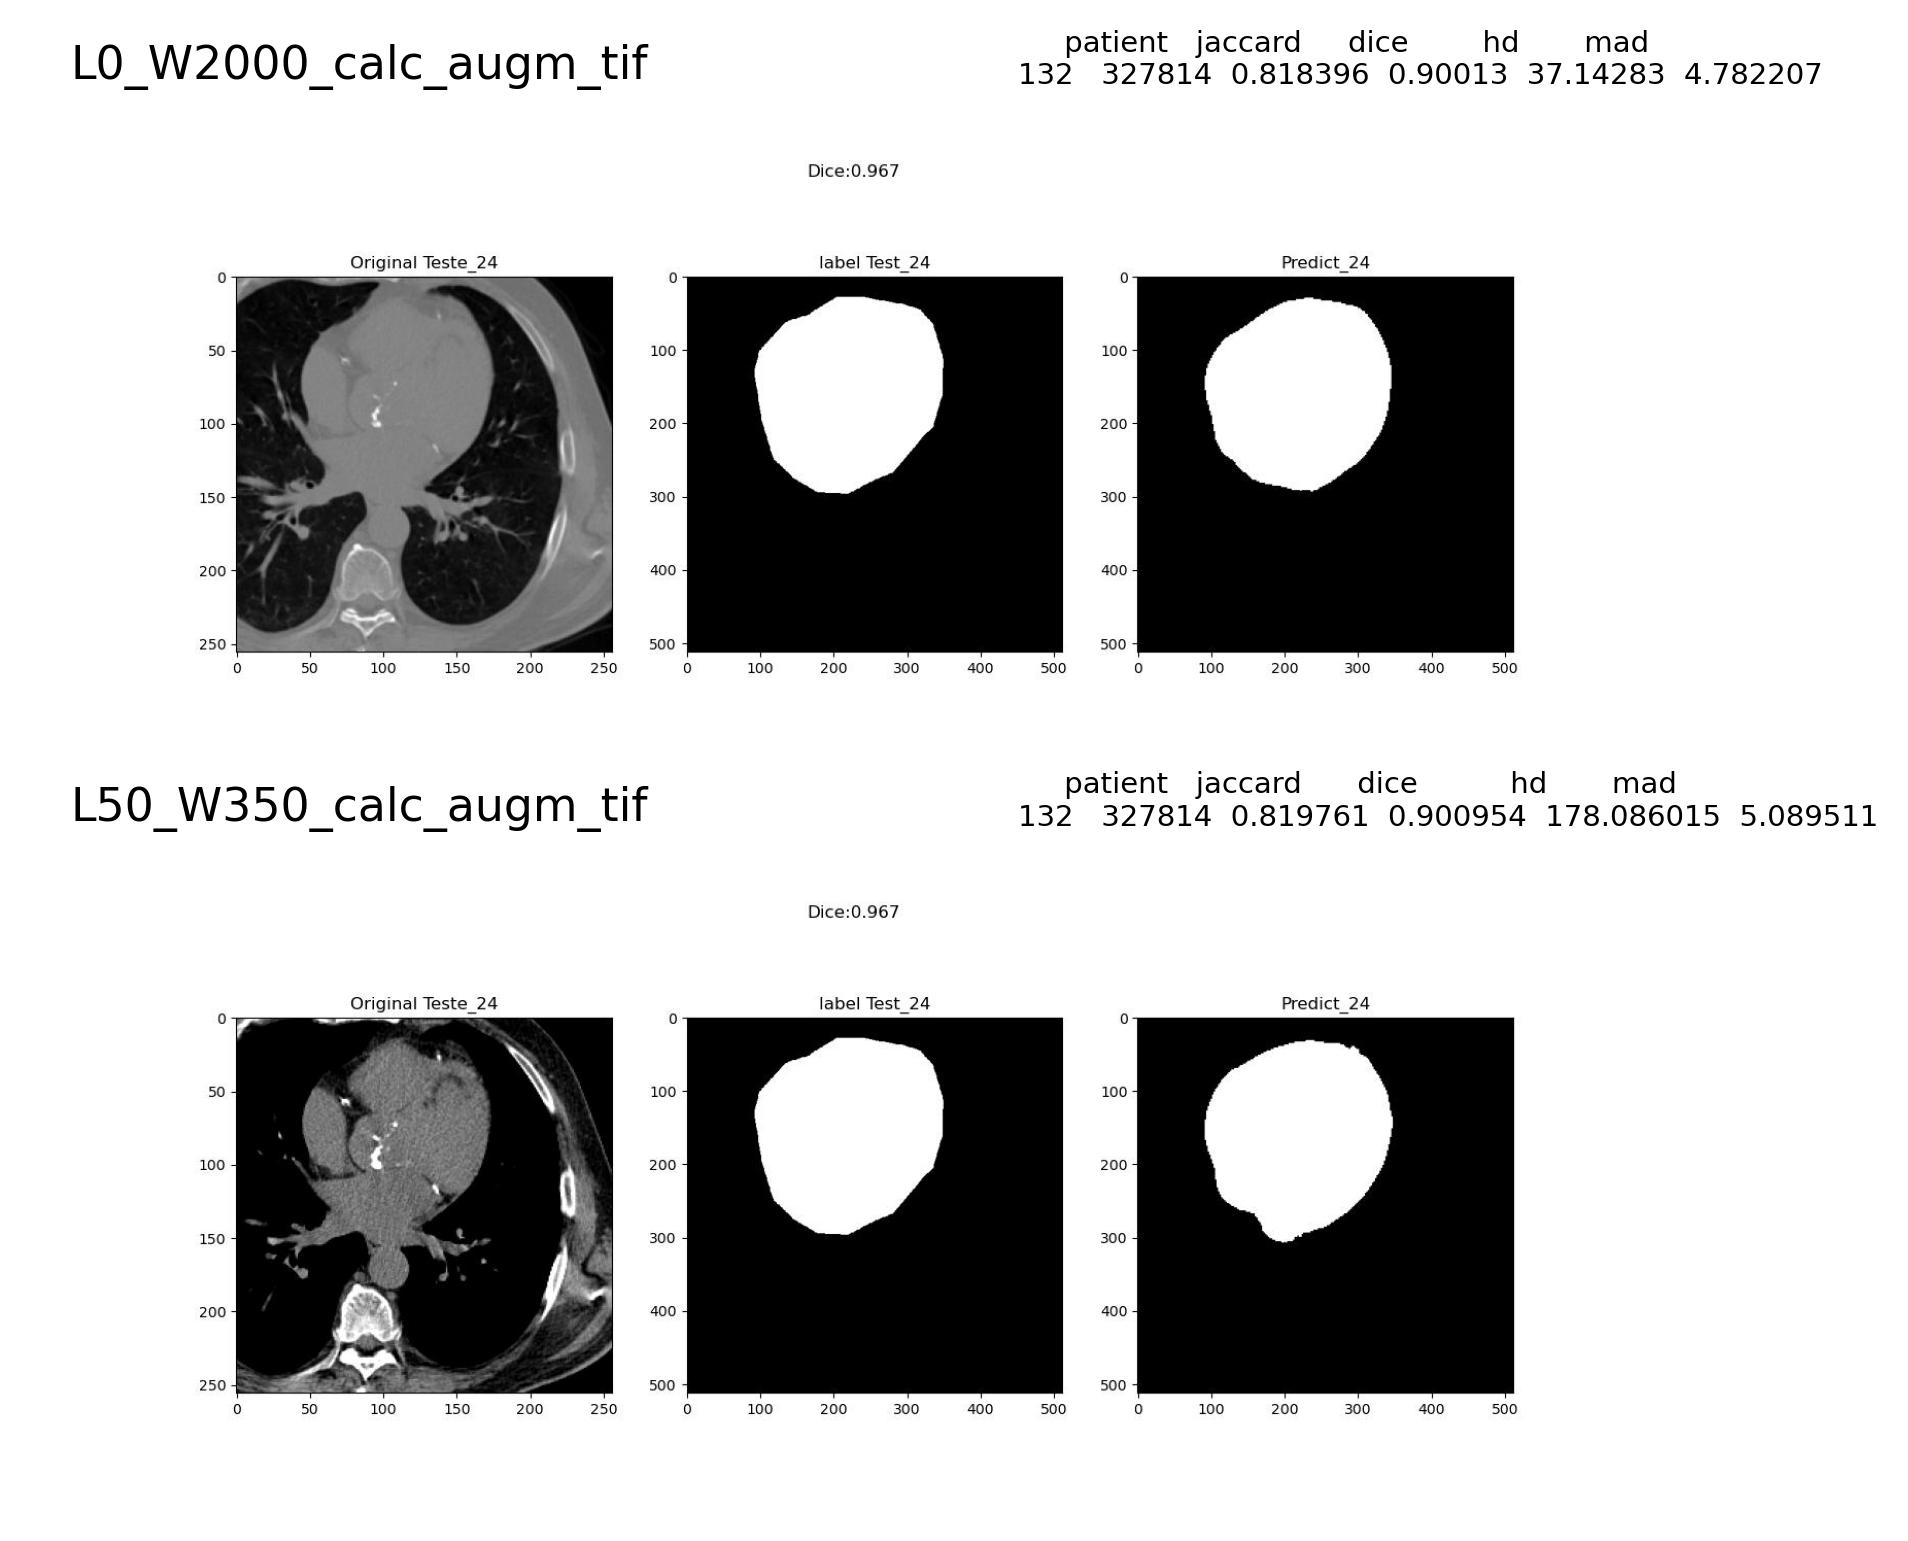 L0_W2000_calc_augm_tif
patient jaccard dice hd mad
132 327814 0.818396 0.90013 37.14283 4.782207
Dice:0.967
Original Teste_24
label Test_24
Predict_24
0
50
100
150
200
250
0 50 100 150 200 250
0
100
200
300
400
500
0 100 200 300 400 500
0
100
200
300
400
500
0 100 200 300 400 500
L50_W350_calc_augm_tif
patient jaccard dice hd mad
132 327814 0.819761 0.900954 178.086015 5.089511
Dice:0.967
Original Teste_24
label Test_24
Predict_24
0
50
100
150
200
250
0 50 100 150 200 250
0
100
200
300
400
500
0 100 200 300 400 500
0
100
200
300
400
500
0 100 200 300 400 500